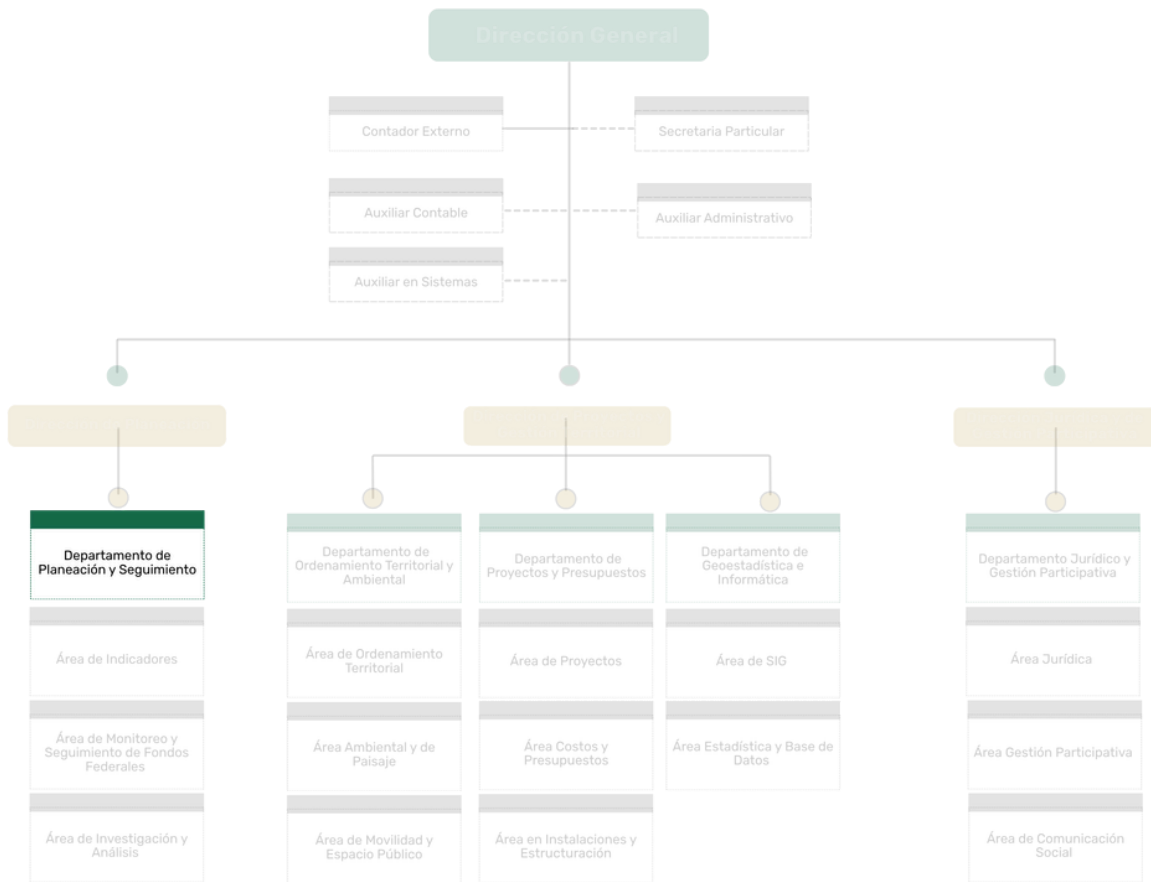 Dirección General
Contador Externo
Secretaria Particular
Auxiliar Contable
Auxiliar Administrativo
Auxiliar en Sistemas
Departamento de
Planeación y Seguimiento
Departamento de
Ordenamiento Territorial y
Ambiental
Departamento de
Proyectos y Presupuestos
Departamento de
Geoestadística e
Informática
Departamento Jurídico y
Gestión Participativa
Área de Indicadores
Área de Ordenamiento
Territorial
Área de Proyectos
Área de SIG
Área Jurídica
Área de Monitoreo y
Seguimiento de Fondos
Federales
Área Ambiental y de
Paisaje
Área Costos y
Presupuestos
Área Estadística y Base de
Datos
Área Gestión Participativa
Área de Investigación y
Análisis
Área de Movilidad y
Espacio Público
Área en Instalaciones y
Estructuración
Área de Comunicación
Social